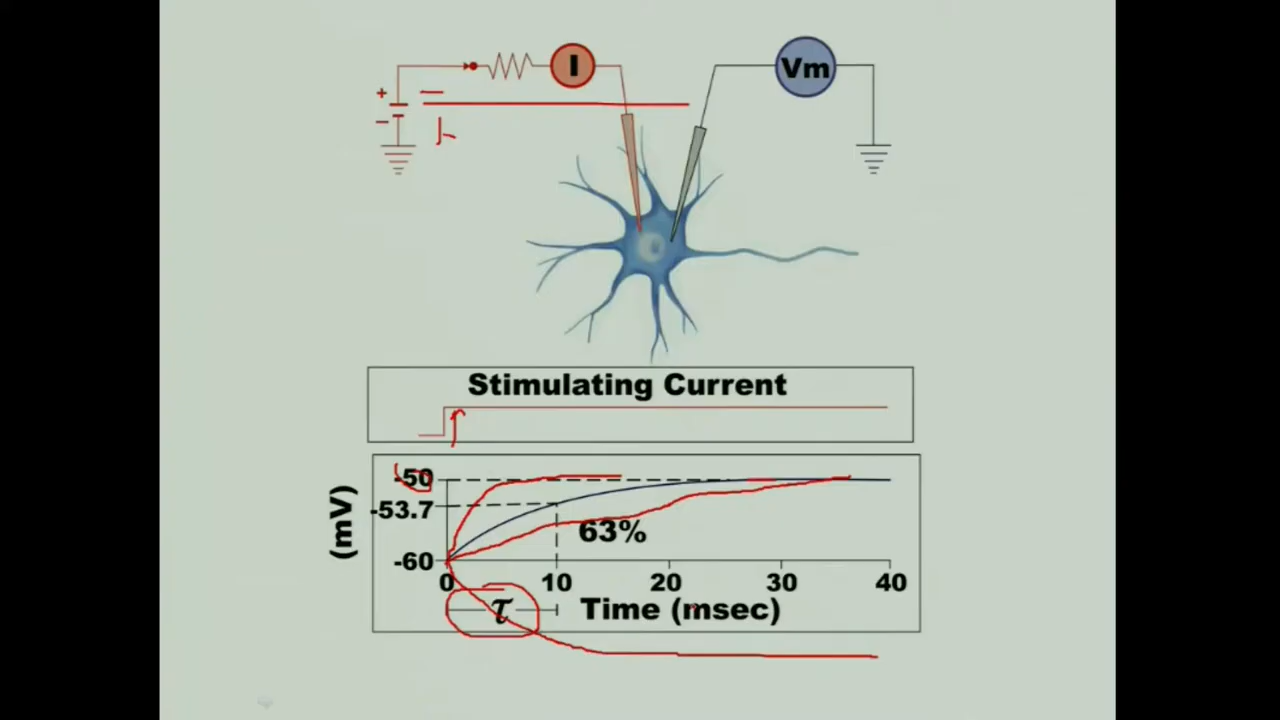 I
Vm
+
−
Stimulating Current
(mV)
-50
-53.7
-60
63%
0 10 20 30 40
τ
Time (msec)